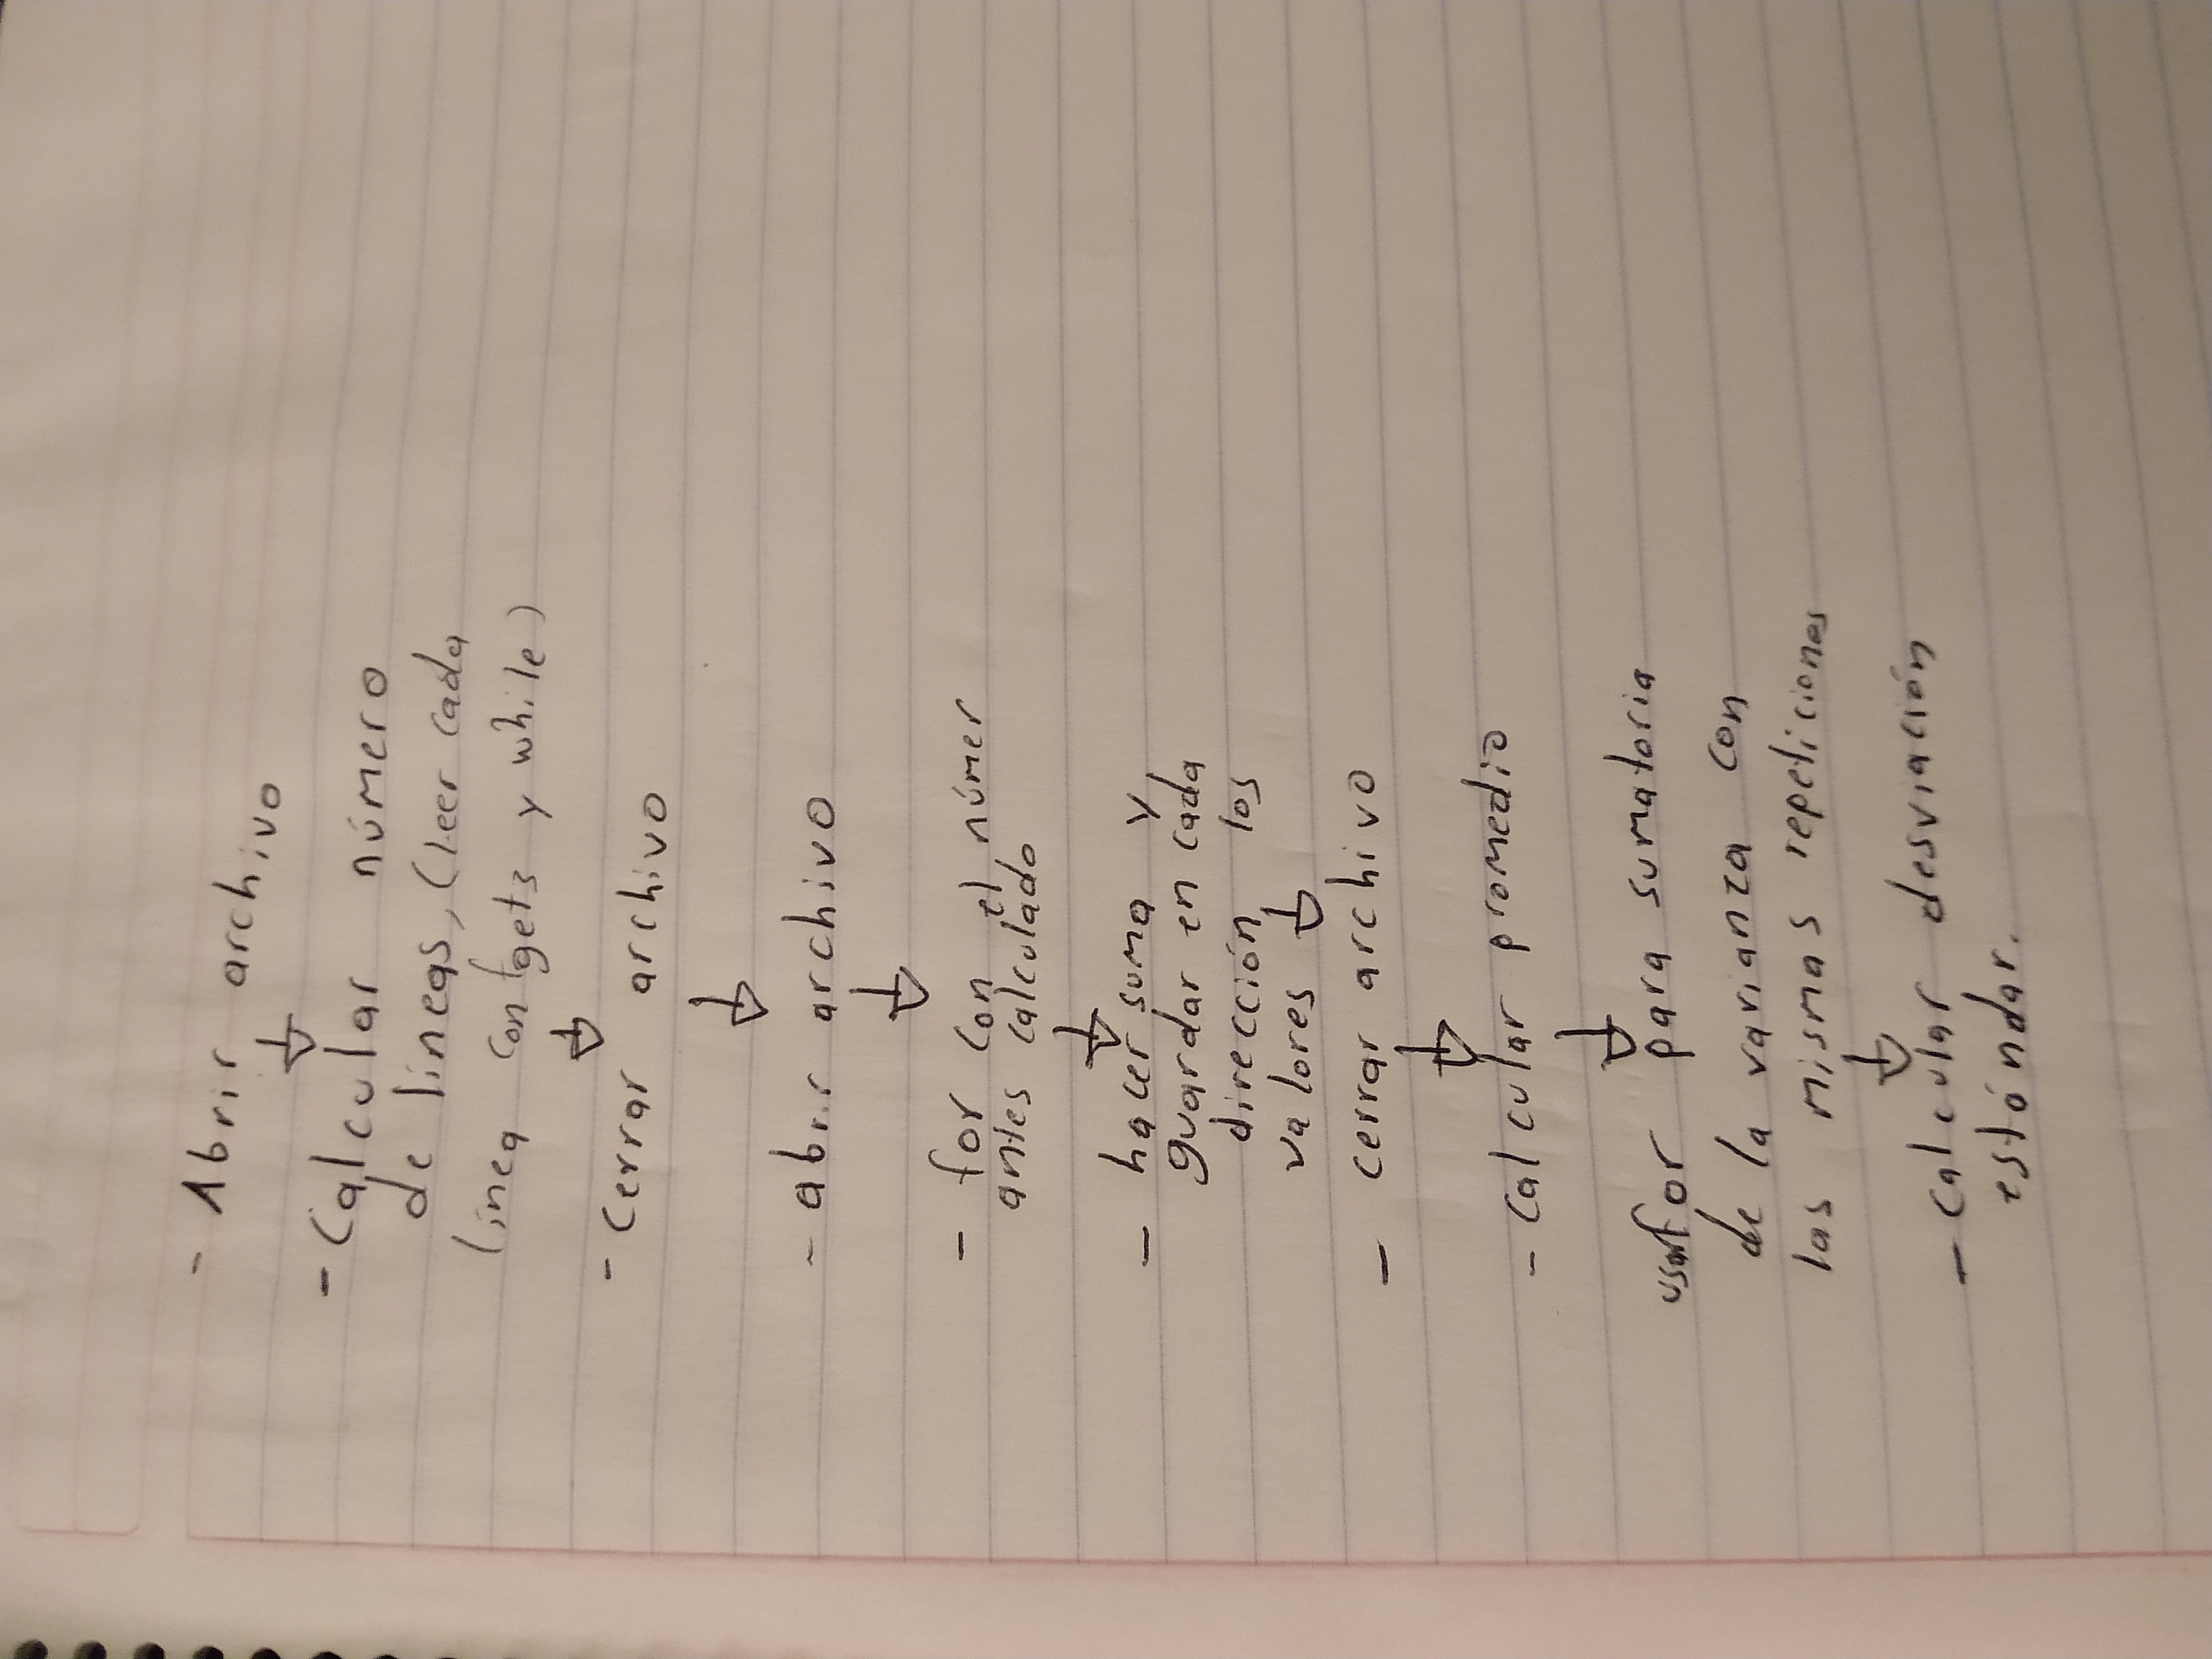 - Abrir archivo
- Calcular número
de líneas, (leer cada
línea con fgets y while)
- Cerrar archivo
- abrir archivo
- for con el númer
antes calculado
- hacer suma y
guardar en cada
dirección los
valores
- cerrar archivo
- Calcular promedio
usar for para sumatoria
de la varianza con
las mismas repeticiones
- Calcular desviación
estándar.